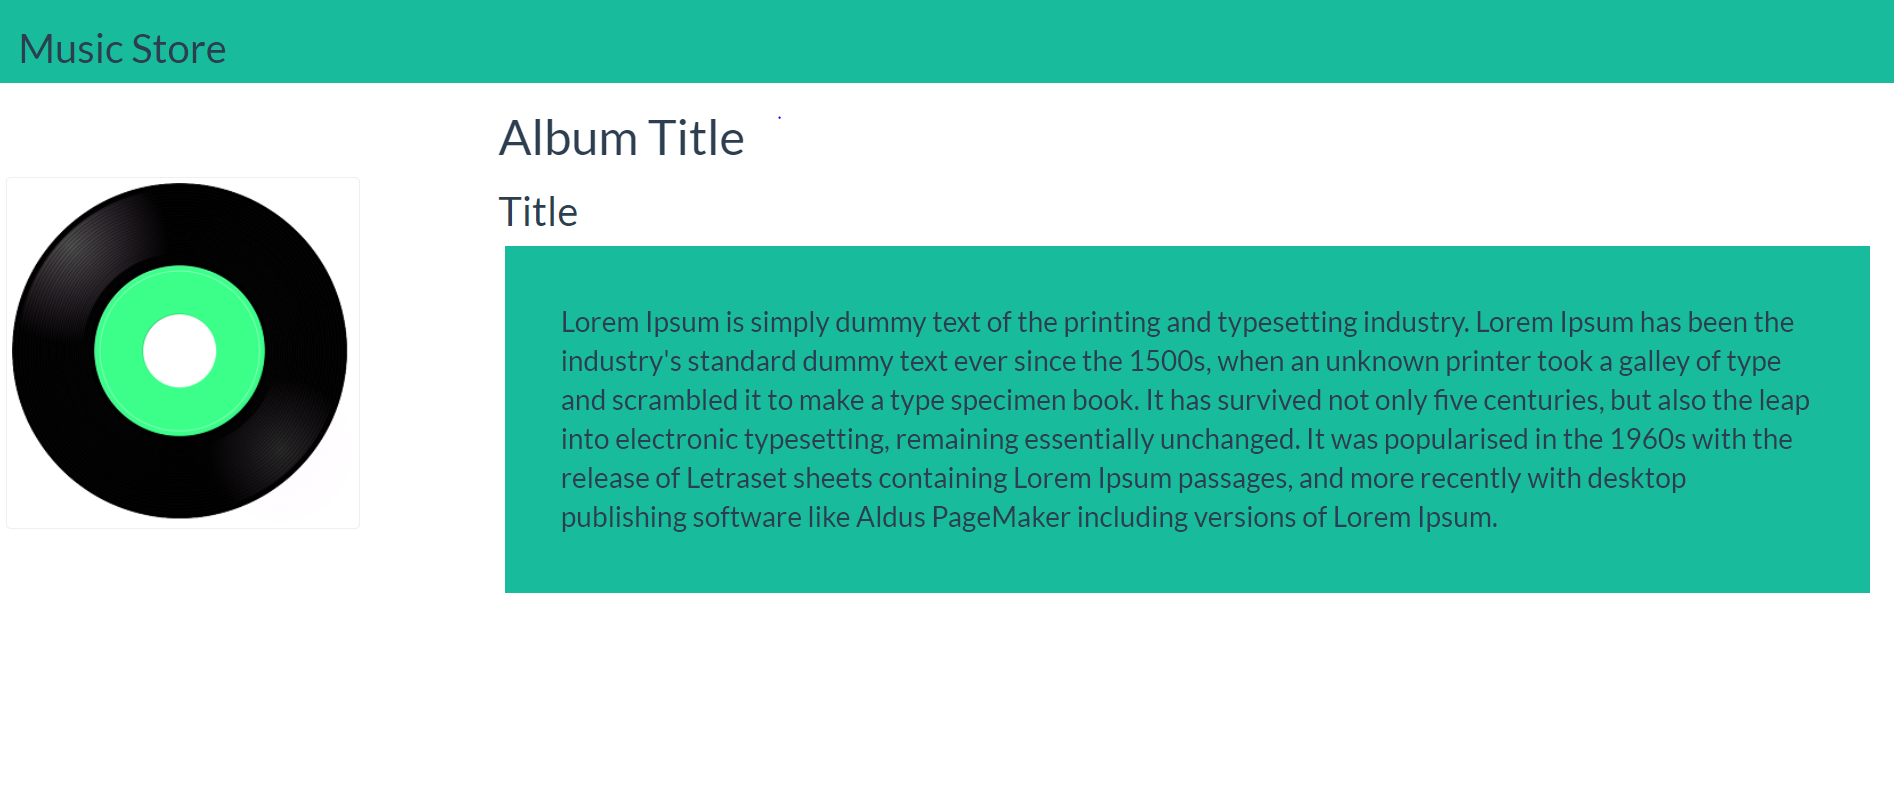 Music Store
Album Title
Title
Lorem Ipsum is simply dummy text of the printing and typesetting industry. Lorem Ipsum has been the
industry's standard dummy text ever since the 1500s, when an unknown printer took a galley of type
and scrambled it to make a type specimen book. It has survived not only five centuries, but also the leap
into electronic typesetting, remaining essentially unchanged. It was popularised in the 1960s with the
release of Letraset sheets containing Lorem Ipsum passages, and more recently with desktop
publishing software like Aldus PageMaker including versions of Lorem Ipsum.